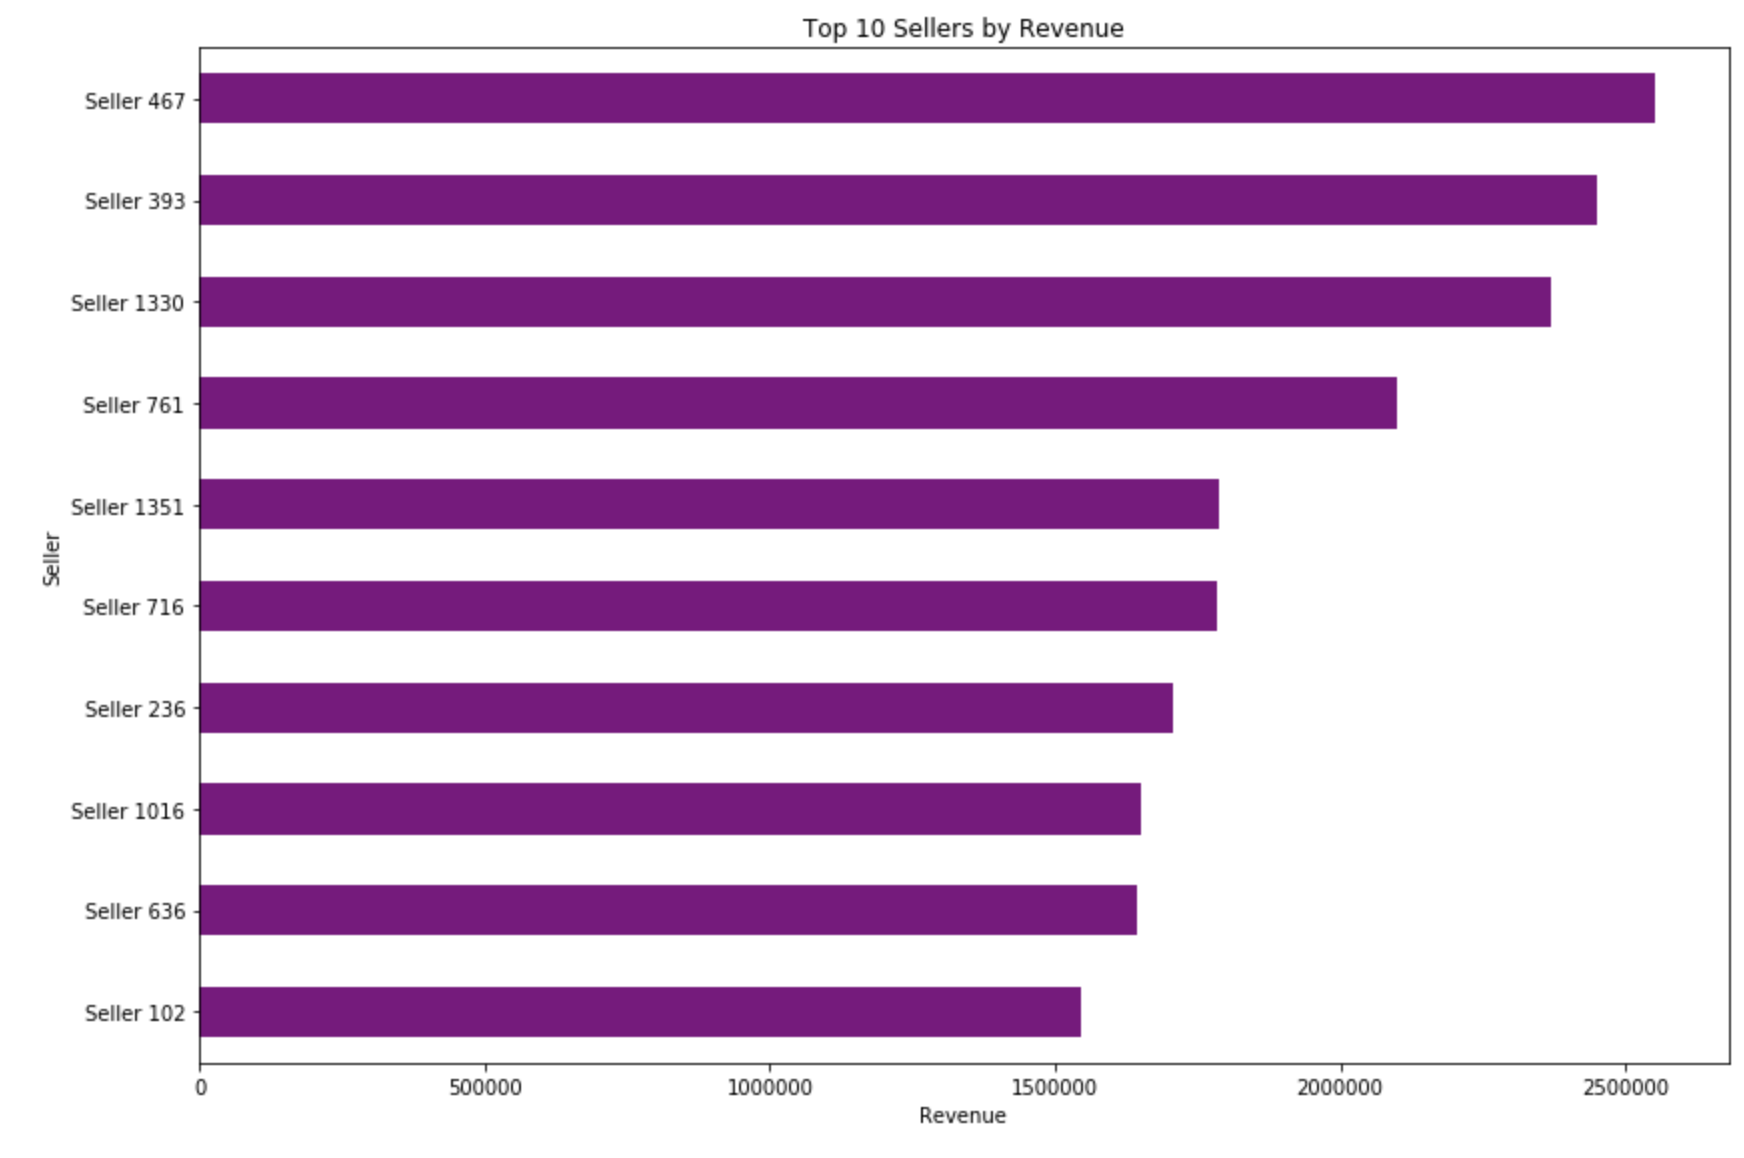 Top 10 Sellers by Revenue
Seller 467
Seller 393
Seller 1330
Seller 761
Seller 1351
Seller 716
Seller 236
Seller 1016
Seller 636
Seller 102
Seller
0 500000 1000000 1500000 2000000 2500000
Revenue